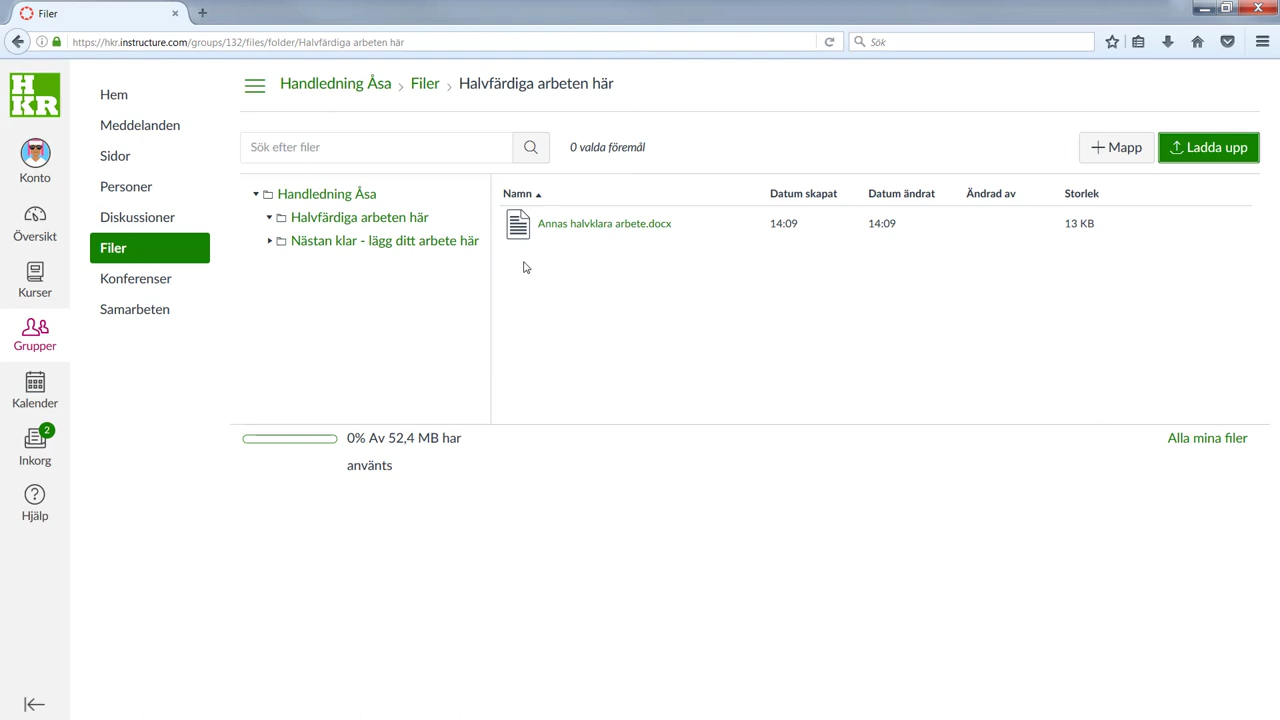 Filer
https://hkr.instructure.com/groups/132/files/folder/Halvfärdiga arbeten här
Sök
HKR
Konto
Översikt
Kurser
Grupper
Kalender
2
Inkorg
Hjälp
Hem
Meddelanden
Sidor
Personer
Diskussioner
Filer
Konferenser
Samarbeten
Handledning Åsa › Filer › Halvfärdiga arbeten här
Sök efter filer
0 valda föremål
Mapp
Ladda upp
Handledning Åsa
Halvfärdiga arbeten här
Nästan klar - lägg ditt arbete här
Namn Datum skapat Datum ändrat Ändrad av Storlek
Annas halvklara arbete.docx 14:09 14:09 13 KB
0% Av 52,4 MB har
använts
Alla mina filer